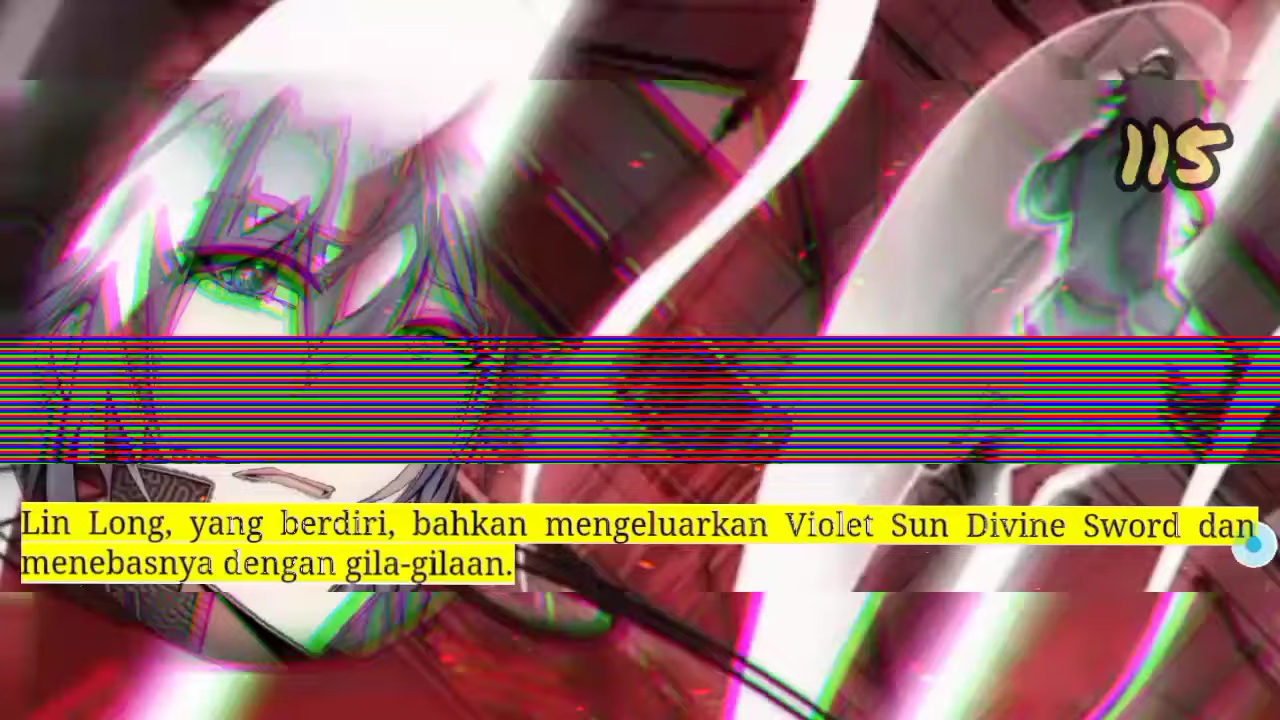 115
Lin Long, yang berdiri, bahkan mengeluarkan Violet Sun Divine Sword dan
menebasnya dengan gila-gilaan.